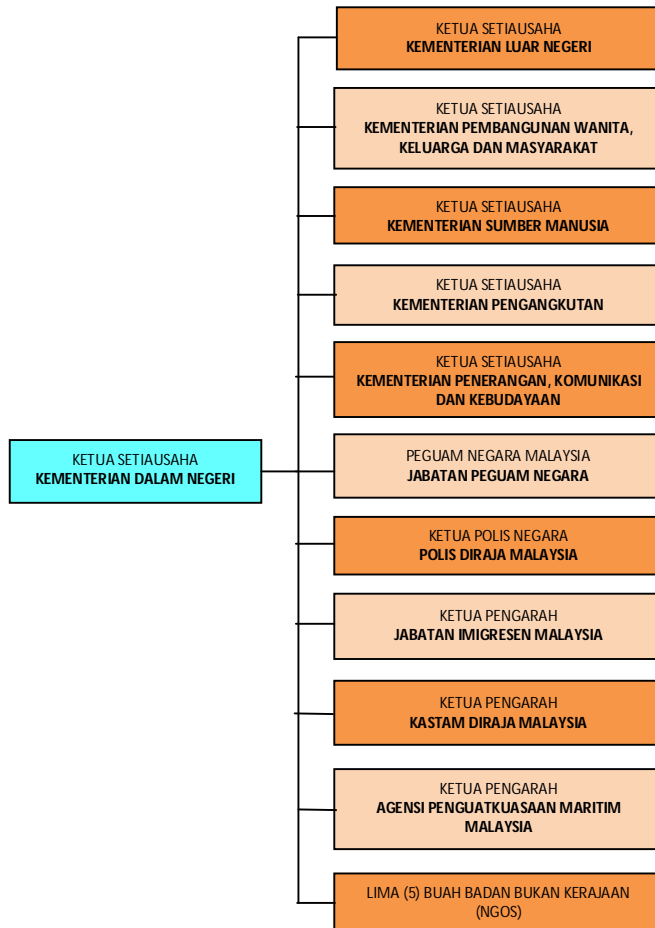 KETUA SETIAUSAHA
KEMENTERIAN LUAR NEGERI
KETUA SETIAUSAHA
KEMENTERIAN PEMBANGUNAN WANITA,
KELUARGA DAN MASYARAKAT
KETUA SETIAUSAHA
KEMENTERIAN SUMBER MANUSIA
KETUA SETIAUSAHA
KEMENTERIAN PENGANGKUTAN
KETUA SETIAUSAHA
KEMENTERIAN PENERANGAN, KOMUNIKASI
DAN KEBUDAYAAN
KETUA SETIAUSAHA
KEMENTERIAN DALAM NEGERI
PEGUAM NEGARA MALAYSIA
JABATAN PEGUAM NEGARA
KETUA POLIS NEGARA
POLIS DIRAJA MALAYSIA
KETUA PENGARAH
JABATAN IMIGRESEN MALAYSIA
KETUA PENGARAH
KASTAM DIRAJA MALAYSIA
KETUA PENGARAH
AGENSI PENGUATKUASAAN MARITIM
MALAYSIA
LIMA (5) BUAH BADAN BUKAN KERAJAAN
(NGOS)